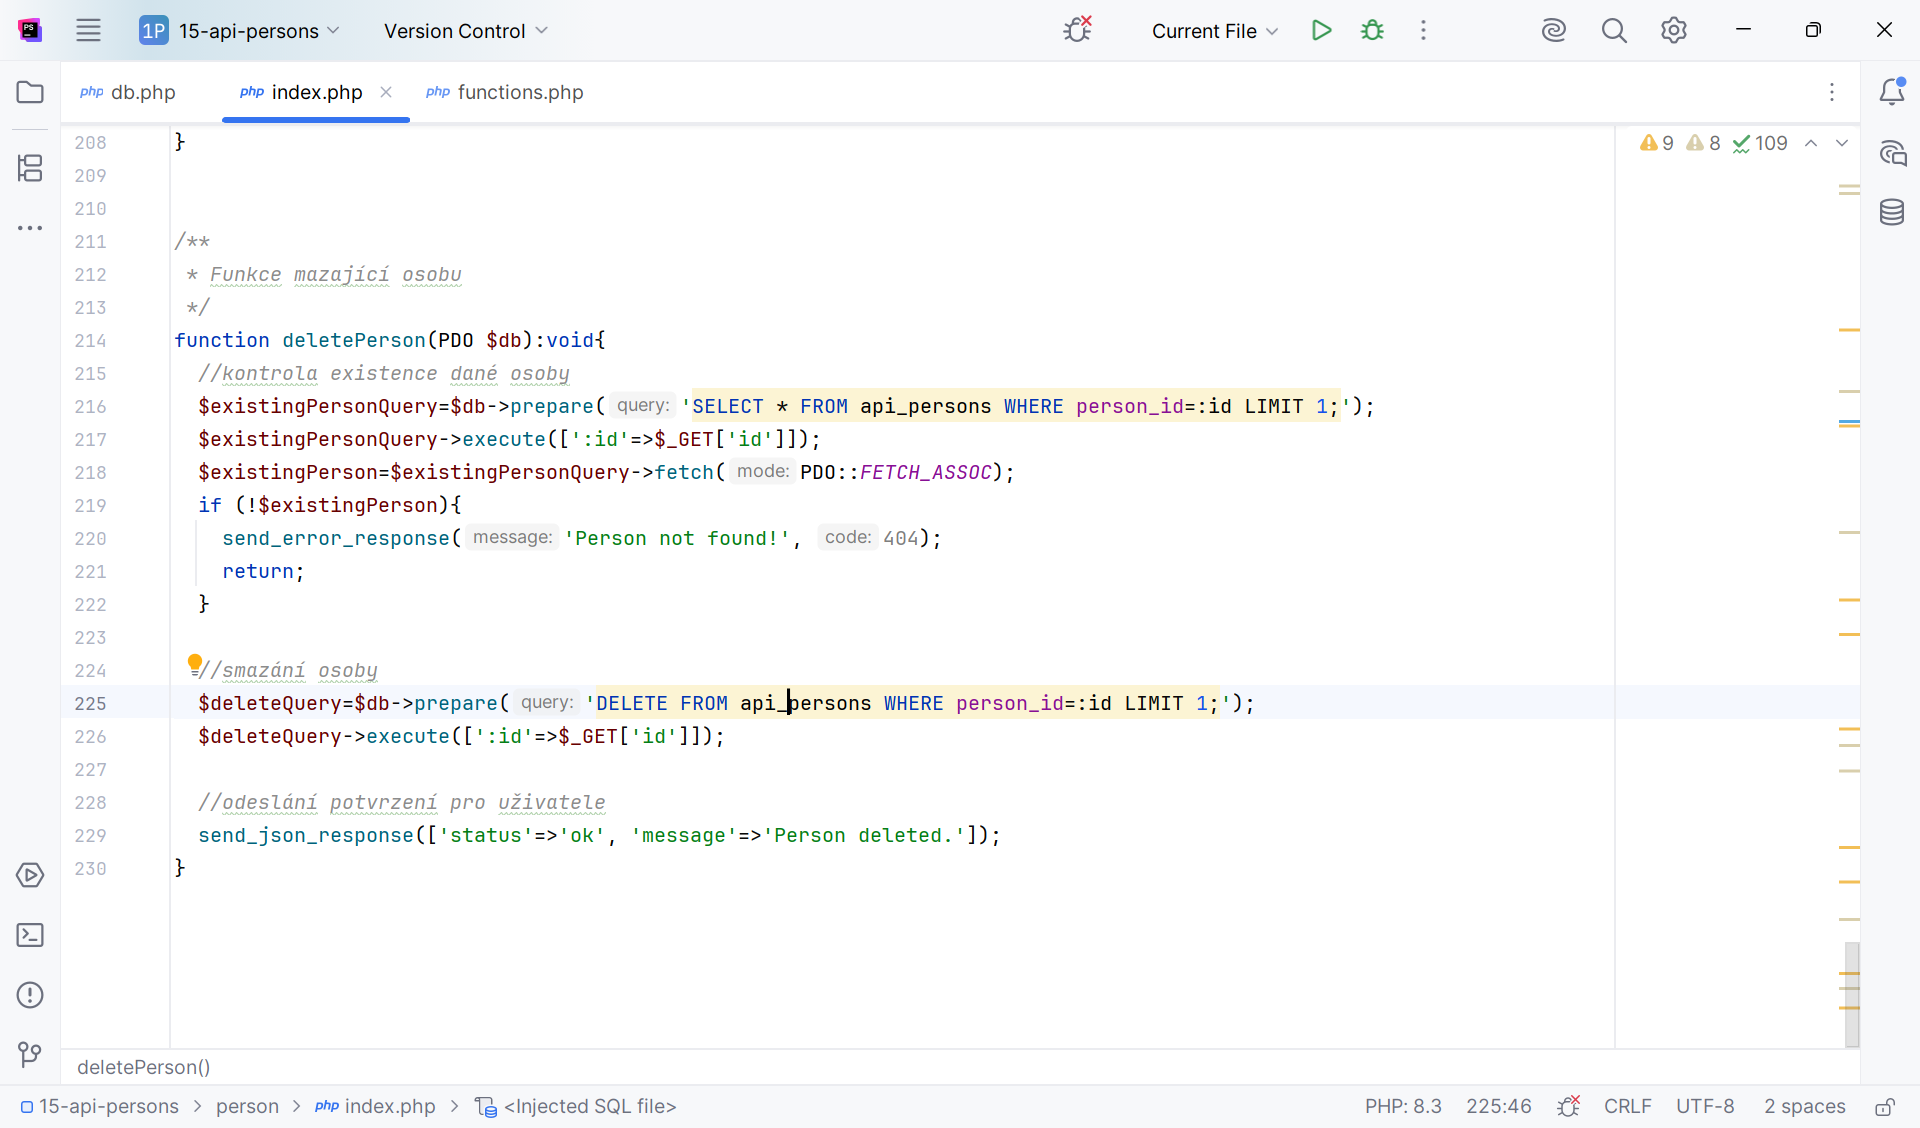 1P 15-api-persons Version Control Current File
php db.php php index.php php functions.php
9 8 109
208 }
209
210
211 /**
212 * Funkce mazající osobu
213 */
214 function deletePerson(PDO $db):void{
215 //kontrola existence dané osoby
216 $existingPersonQuery=$db->prepare( query: 'SELECT * FROM api_persons WHERE person_id=:id LIMIT 1;');
217 $existingPersonQuery->execute([':id'=>$_GET['id']]);
218 $existingPerson=$existingPersonQuery->fetch( mode: PDO::FETCH_ASSOC);
219 if (!$existingPerson){
220 send_error_response( message: 'Person not found!', code: 404);
221 return;
222 }
223
224 //smazání osoby
225 $deleteQuery=$db->prepare( query: 'DELETE FROM api_persons WHERE person_id=:id LIMIT 1;');
226 $deleteQuery->execute([':id'=>$_GET['id']]);
227
228 //odeslání potvrzení pro uživatele
229 send_json_response(['status'=>'ok', 'message'=>'Person deleted.']);
230 }
deletePerson()
15-api-persons > person > php index.php > <Injected SQL file> PHP: 8.3 225:46 CRLF UTF-8 2 spaces